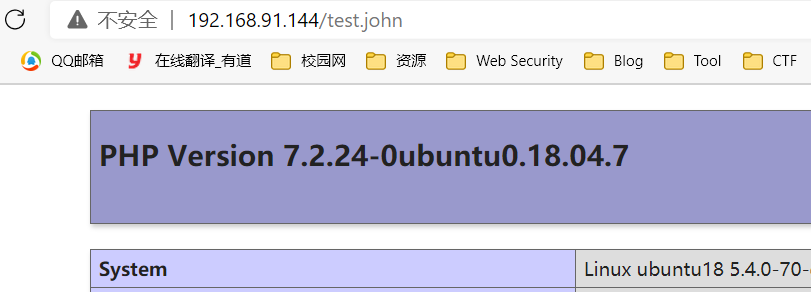 不安全 | 192.168.91.144/test.john
QQ邮箱 在线翻译_有道 校园网 资源 Web Security Blog Tool CTF
PHP Version 7.2.24-0ubuntu0.18.04.7
System Linux ubuntu18 5.4.0-70-